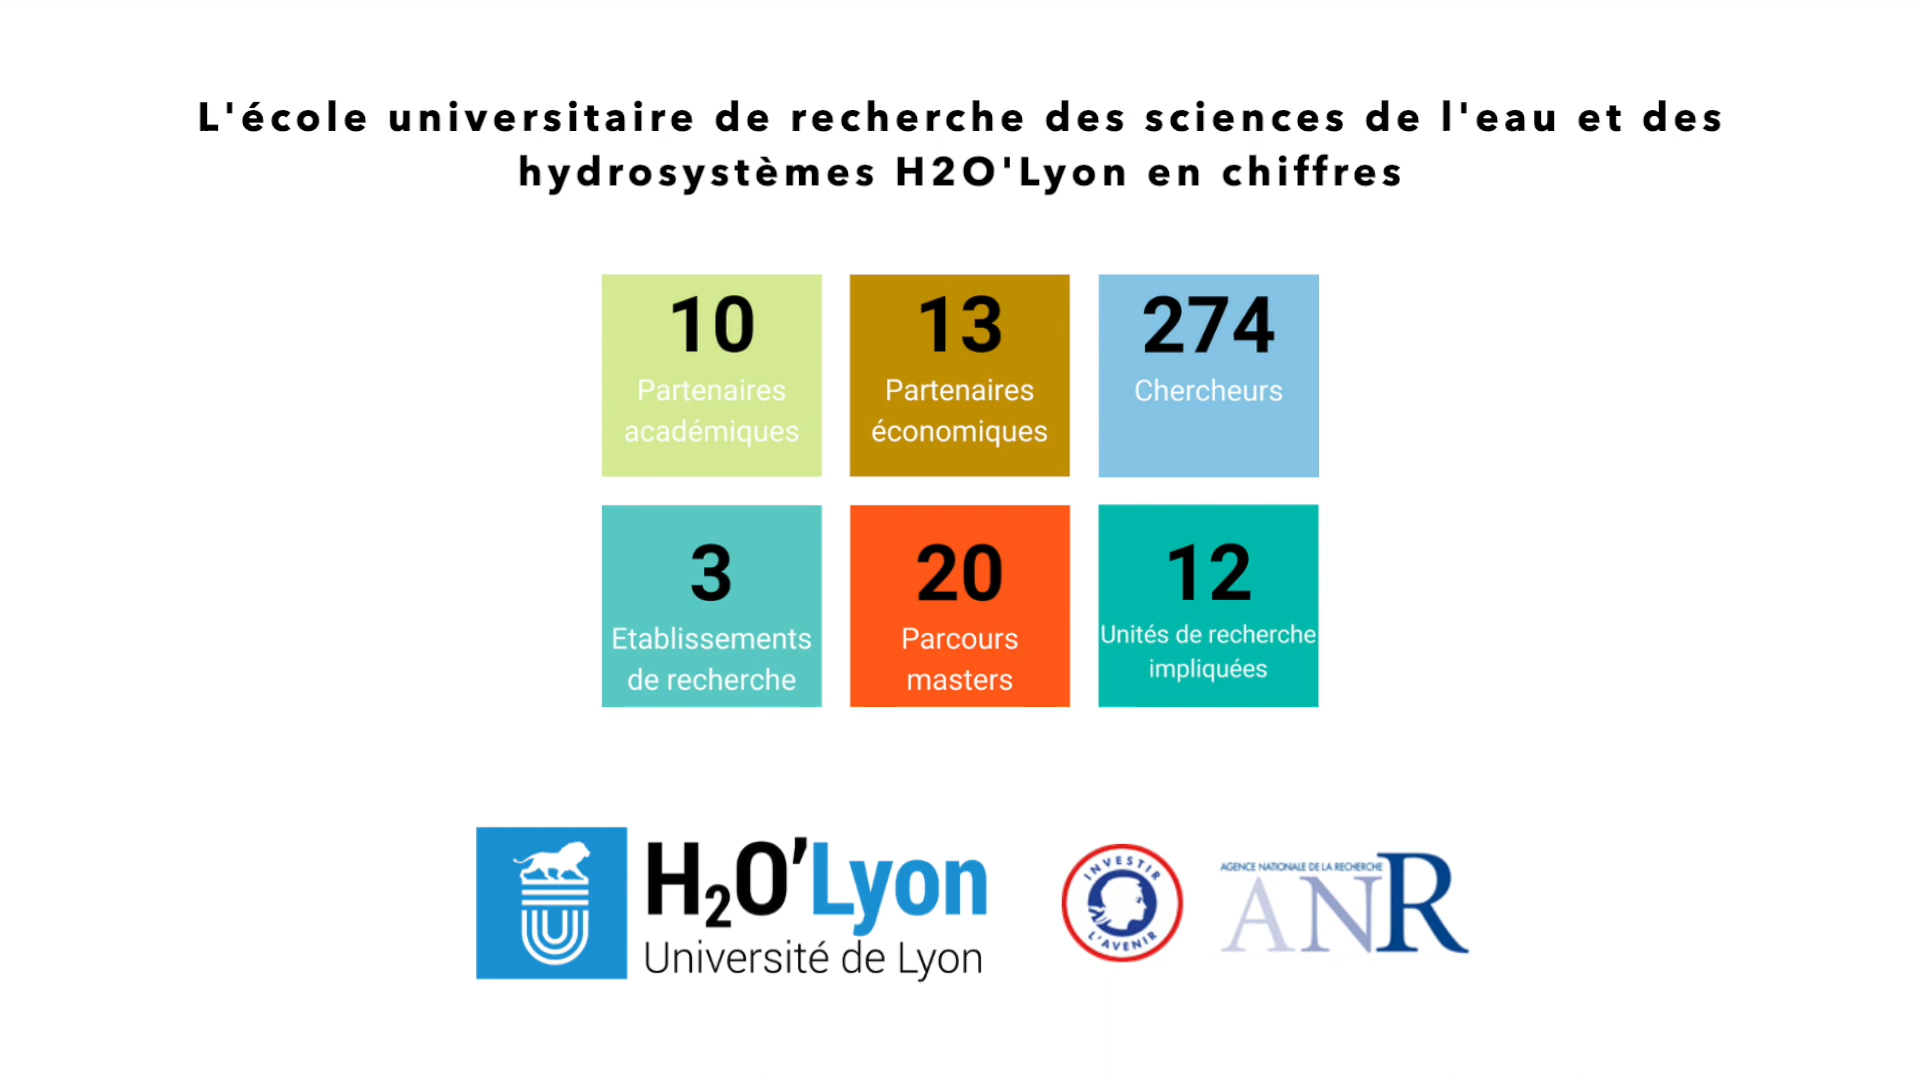 L'école universitaire de recherche des sciences de l'eau et des
hydrosystèmes H2O'Lyon en chiffres
10
Partenaires
académiques
13
Partenaires
économiques
274
Chercheurs
3
Etablissements
de recherche
20
Parcours
masters
12
Unités de recherche
impliquées
H₂O'Lyon
Université de Lyon
INVESTIR
L'AVENIR
AGENCE NATIONALE DE LA RECHERCHE
ANR